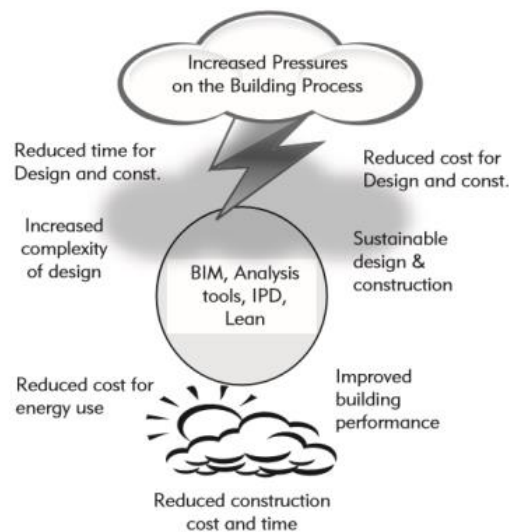 Increased Pressures
on the Building Process
Reduced time for
Design and const.
Reduced cost for
Design and const.
Increased
complexity
of design
Sustainable
design &
construction
BIM, Analysis
tools, IPD,
Lean
Reduced cost for
energy use
Improved
building
performance
Reduced construction
cost and time